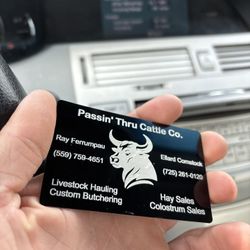 Passin' Thru Cattle Co.
Ray Ferrumpau
(559) 759-4651
Ellard Comstock
(725) 261-0120
Livestock Hauling
Custom Butchering
Hay Sales
Colostrum Sales